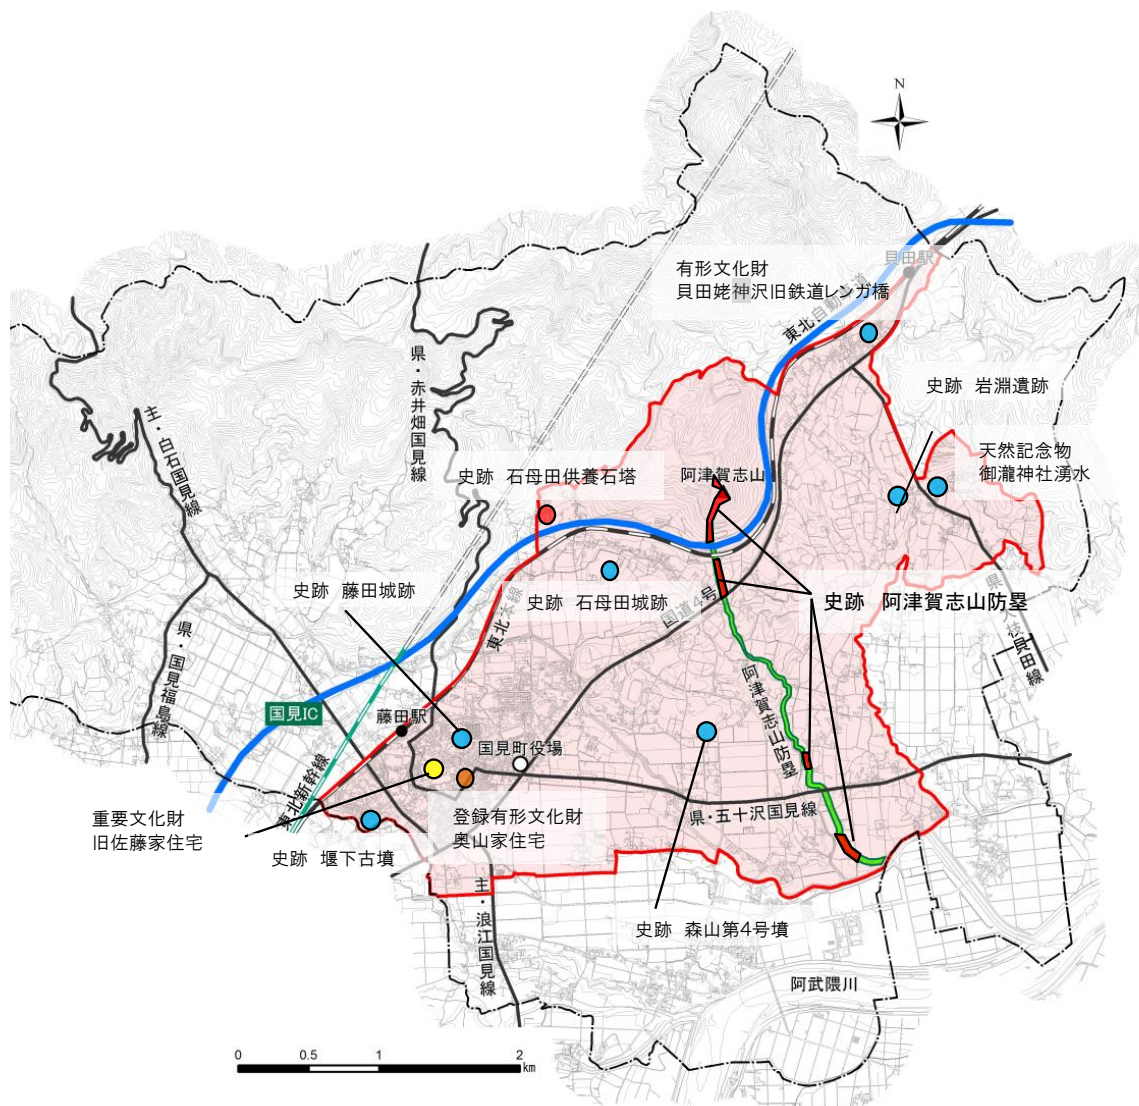 N
貝田駅
有形文化財
貝田姥神沢旧鉄道レンガ橋
東北自動車道
県・赤井畑国見線
史跡 岩淵遺跡
主・白石国見線
天然記念物
御瀧神社湧水
史跡 石母田供養石塔
阿津賀志山
史跡 藤田城跡
史跡 石母田城跡
国道4号
史跡 阿津賀志山防塁
東北本線
県・国見福島線
貝田線
阿津賀志山防塁
国見IC
藤田駅
国見町役場
東北新幹線
重要文化財
旧佐藤家住宅
登録有形文化財
奥山家住宅
県・五十沢国見線
史跡 堰下古墳
主・浪江国見線
史跡 森山第4号墳
阿武隈川
0 0.5 1 2
km